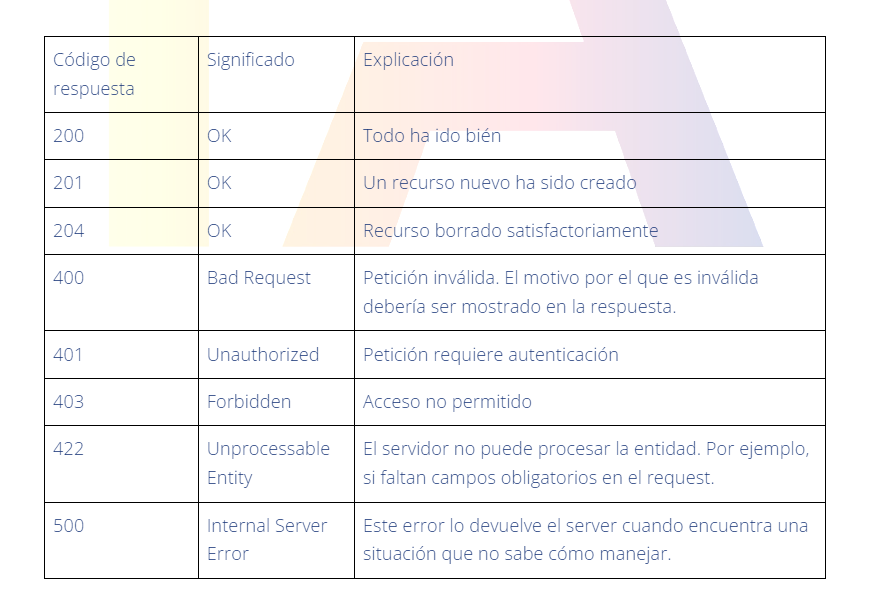 Código de
respuesta
Significado
Explicación
200
OK
Todo ha ido bién
201
OK
Un recurso nuevo ha sido creado
204
OK
Recurso borrado satisfactoriamente
400
Bad Request
Petición inválida. El motivo por el que es inválida
debería ser mostrado en la respuesta.
401
Unauthorized
Petición requiere autenticación
403
Forbidden
Acceso no permitido
422
Unprocessable
Entity
El servidor no puede procesar la entidad. Por ejemplo,
si faltan campos obligatorios en el request.
500
Internal Server
Error
Este error lo devuelve el server cuando encuentra una
situación que no sabe cómo manejar.